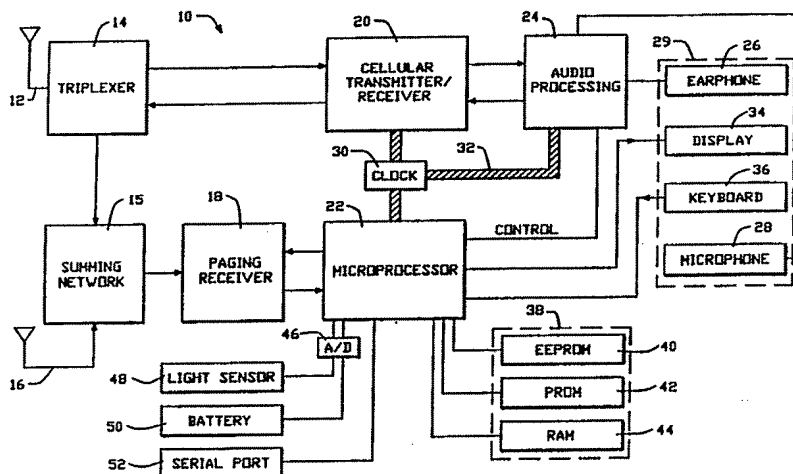 10
14
TRIPLEXER
12
20
CELLULAR
TRANSMITTER/
RECEIVER
24
AUDIO
PROCESSING
29
26
EARPHONE
34
DISPLAY
36
KEYBOARD
28
MICROPHONE
30
CLOCK
32
15
SUMMING
NETWORK
16
18
PAGING
RECEIVER
22
MICROPROCESSOR
CONTROL
46
A/D
48
LIGHT SENSOR
50
BATTERY
52
SERIAL PORT
38
EEPROM
40
PROM
42
RAM
44